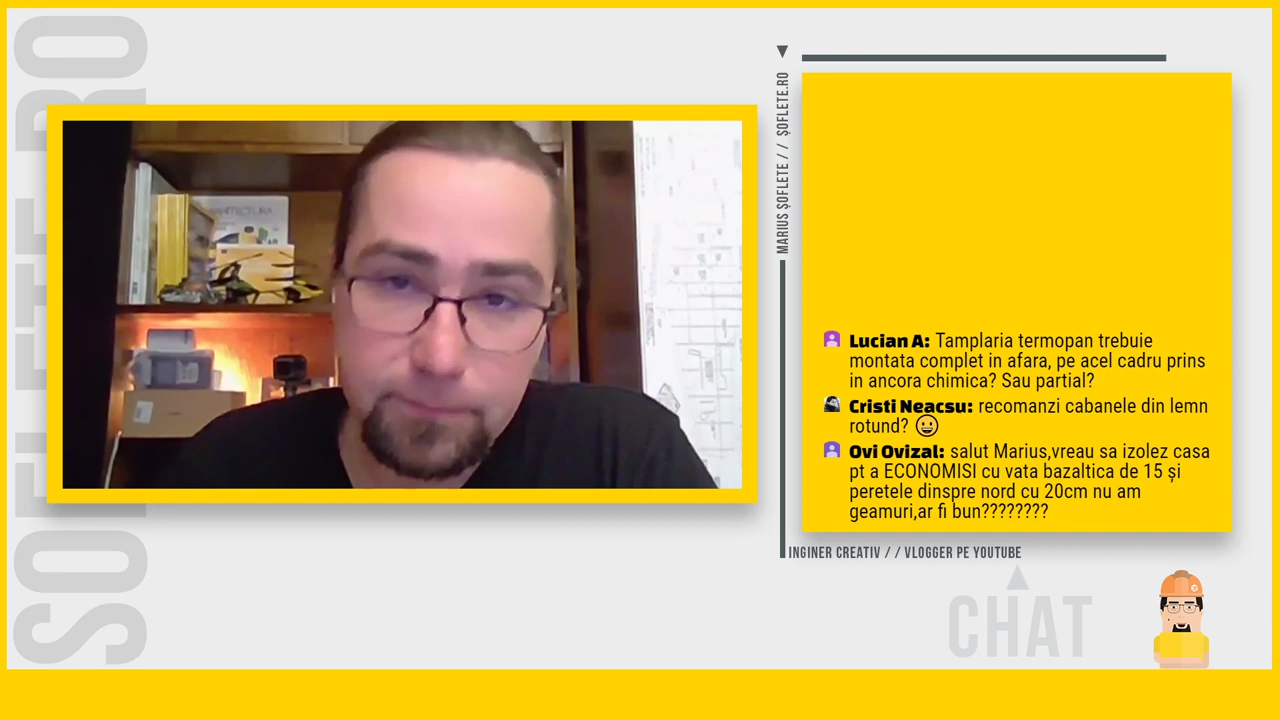 SOFLETE.RO
ARHITECTURA
MARIUS ȘOFLETE // ȘOFLETE.RO
Lucian A: Tamplaria termopan trebuie
montata complet in afara, pe acel cadru prins
in ancora chimica? Sau partial?
Cristi Neacsu: recomanzi cabanele din lemn
rotund? 😀
Ovi Ovizal: salut Marius,vreau sa izolez casa
pt a ECONOMISI cu vata bazaltica de 15 și
peretele dinspre nord cu 20cm nu am
geamuri,ar fi bun????????
INGINER CREATIV // VLOGGER PE YOUTUBE
CHAT